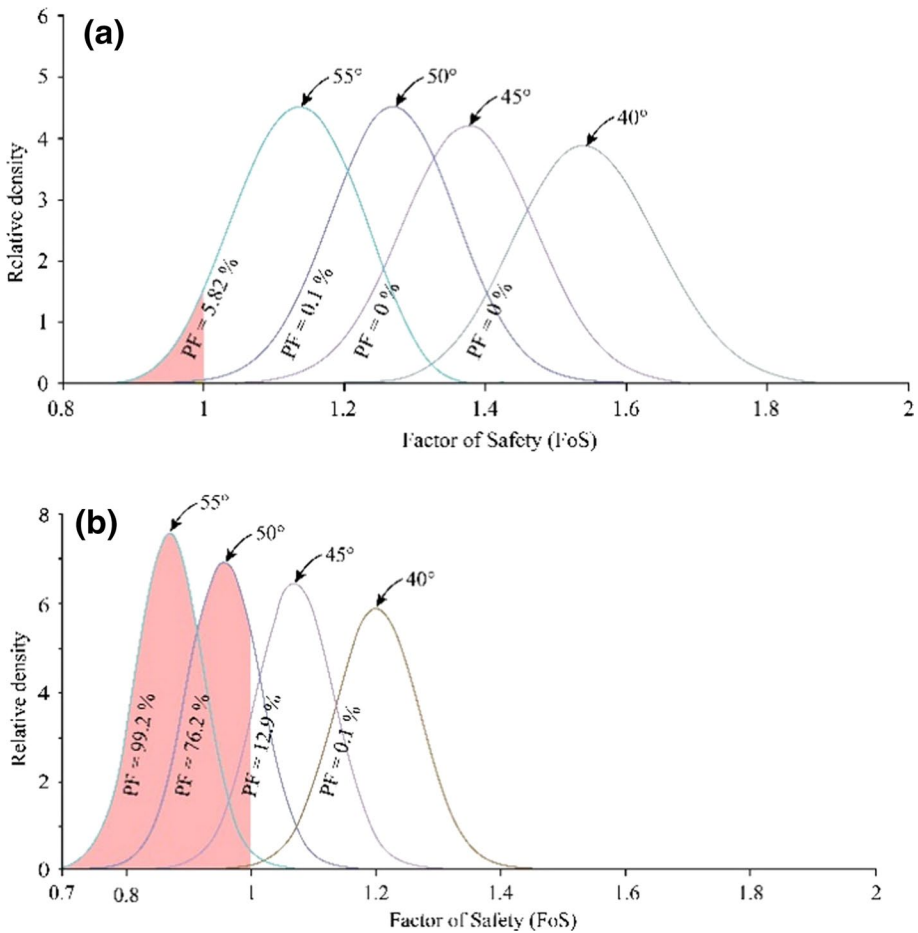 (a)
6
5
4
3
2
1
0
Relative density
55°
50°
45°
40°
PF = 5.82 %
PF = 0.1 %
PF = 0 %
PF = 0 %
0.8 1 1.2 1.4 1.6 1.8 2
Factor of Safety (FoS)
(b)
8
6
4
2
0
Relative density
55°
50°
45°
40°
PF = 99.2 %
PF = 76.2 %
PF = 12.9 %
PF = 0.1 %
0.7 0.8 1 1.2 1.4 1.6 1.8 2
Factor of Safety (FoS)